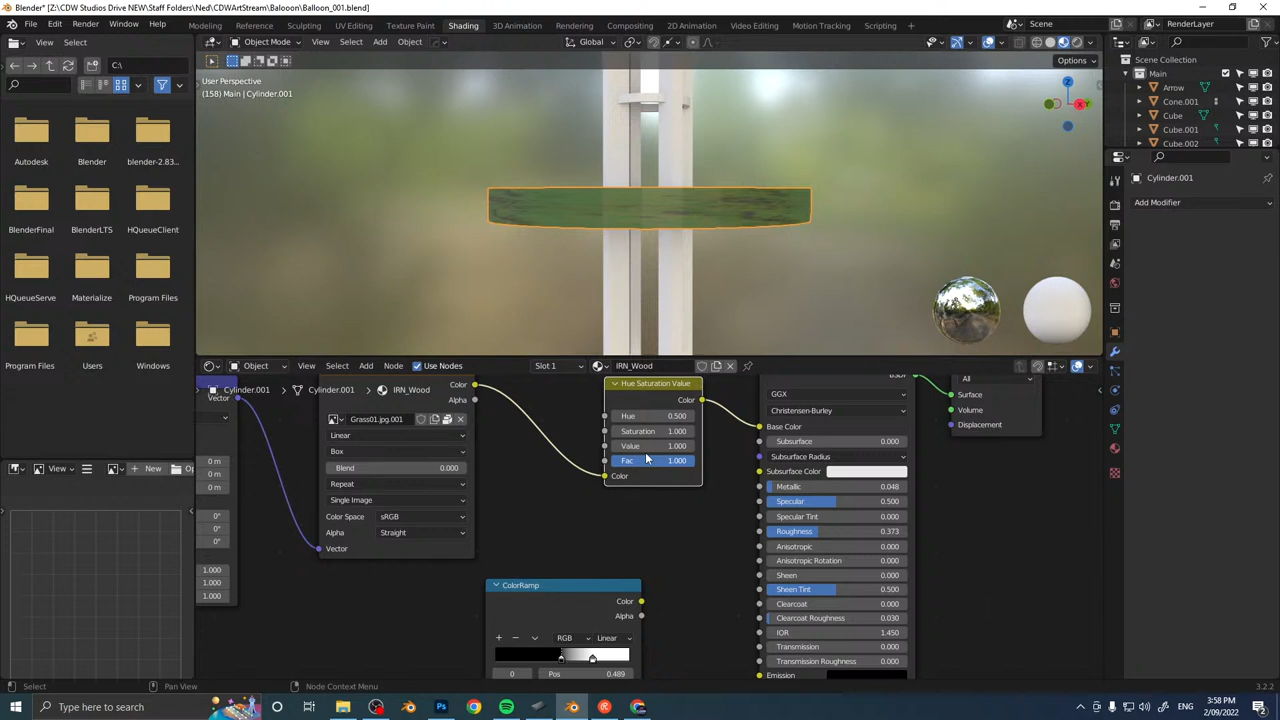 Blender* [Z:\CDW Studios Drive NEW\Staff Folders\Ned\CDWArtStream\Balooon\Balloon_001.blend]
File Edit Render Window Help Modeling Reference Sculpting UV Editing Texture Paint Shading 3D Animation Rendering Compositing 2D Animation Video Editing Scripting
Scene RenderLayer
View Select
Object Mode View Select Add Object Global
C:\
Options
User Perspective
(158) Main | Cylinder.001
Scene Collection
Main
Arrow
Cone.001
Cube
Cube.001
Cube.002
Cylinder.001
Add Modifier
Autodesk Blender blender-2.83...
BlenderFinal BlenderLTS HQueueClient
HQueueServe Materialize Program Files
Program Files Users Windows
Z
X
Y
Object View Select Add Node Use Nodes Slot 1 IRN_Wood
Cylinder.001 Cylinder.001 IRN_Wood
Vector
0 m
0 m
0 m
0°
0°
0°
1.000
1.000
1.000
Color
Alpha
Grass01.jpg.001
Linear
Box
Blend 0.000
Repeat
Single Image
Color Space sRGB
Alpha Straight
Vector
Hue Saturation Value
Color
Hue 0.500
Saturation 1.000
Value 1.000
Fac 1.000
Color
ColorRamp
Color
Alpha
RGB Linear
0 Pos 0.489
BSDF
GGX
Christensen-Burley
Base Color
Subsurface 0.000
Subsurface Radius
Subsurface Color
Metallic 0.048
Specular 0.500
Specular Tint 0.000
Roughness 0.373
Anisotropic 0.000
Anisotropic Rotation 0.000
Sheen 0.000
Sheen Tint 0.500
Clearcoat 0.000
Clearcoat Roughness 0.030
IOR 1.450
Transmission 0.000
Transmission Roughness 0.000
Emission
All
Surface
Volume
Displacement
View New
Select Pan View Node Context Menu 3.2.2
Type here to search
3:58 PM
2/09/2022